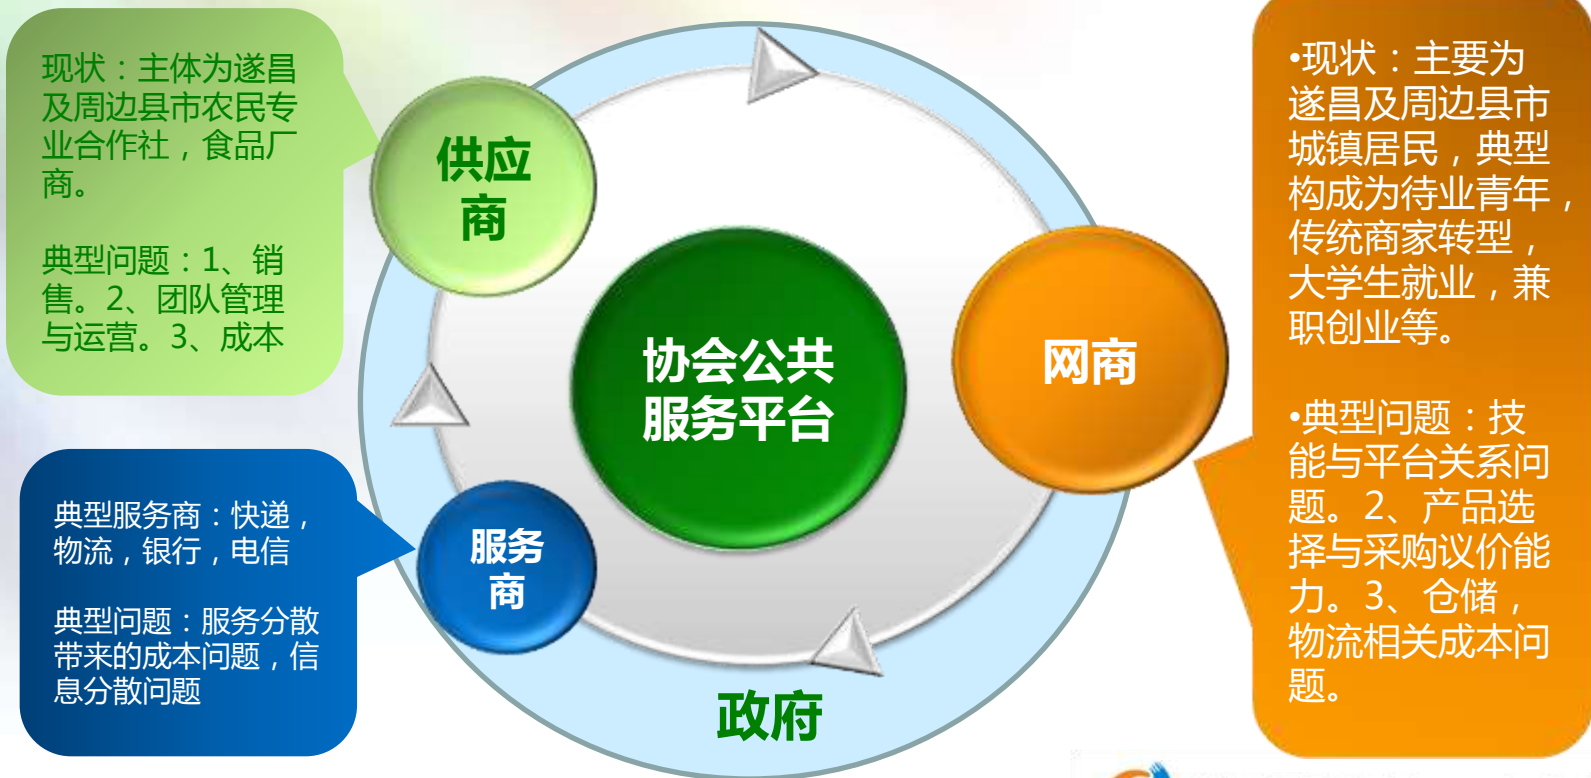 现状：主体为遂昌
及周边县市农民专
业合作社，食品厂
商。
典型问题：1、销
售。2、团队管理
与运营。3、成本
供应
商
典型服务商：快递，
物流，银行，电信
典型问题：服务分散
带来的成本问题，信
息分散问题
服务
商
协会公共
服务平台
政府
网商
•现状：主要为
遂昌及周边县市
城镇居民，典型
构成为待业青年，
传统商家转型，
大学生就业，兼
职创业等。
•典型问题：技
能与平台关系问
题。2、产品选
择与采购议价能
力。3、仓储，
物流相关成本问
题。